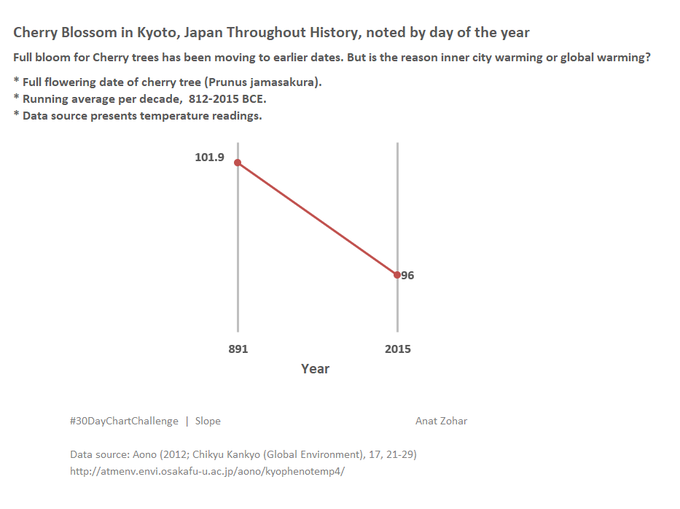 Cherry Blossom in Kyoto, Japan Throughout History, noted by day of the year
Full bloom for Cherry trees has been moving to earlier dates. But is the reason inner city warming or global warming?
* Full flowering date of cherry tree (Prunus jamasakura).
* Running average per decade,  812-2015 BCE.
* Data source presents temperature readings.
101.9
96
891
2015
Year
#30DayChartChallenge | Slope
Anat Zohar
Data source: Aono (2012; Chikyu Kankyo (Global Environment), 17, 21-29)
http://atmenv.envi.osakafu-u.ac.jp/aono/kyophenotemp4/